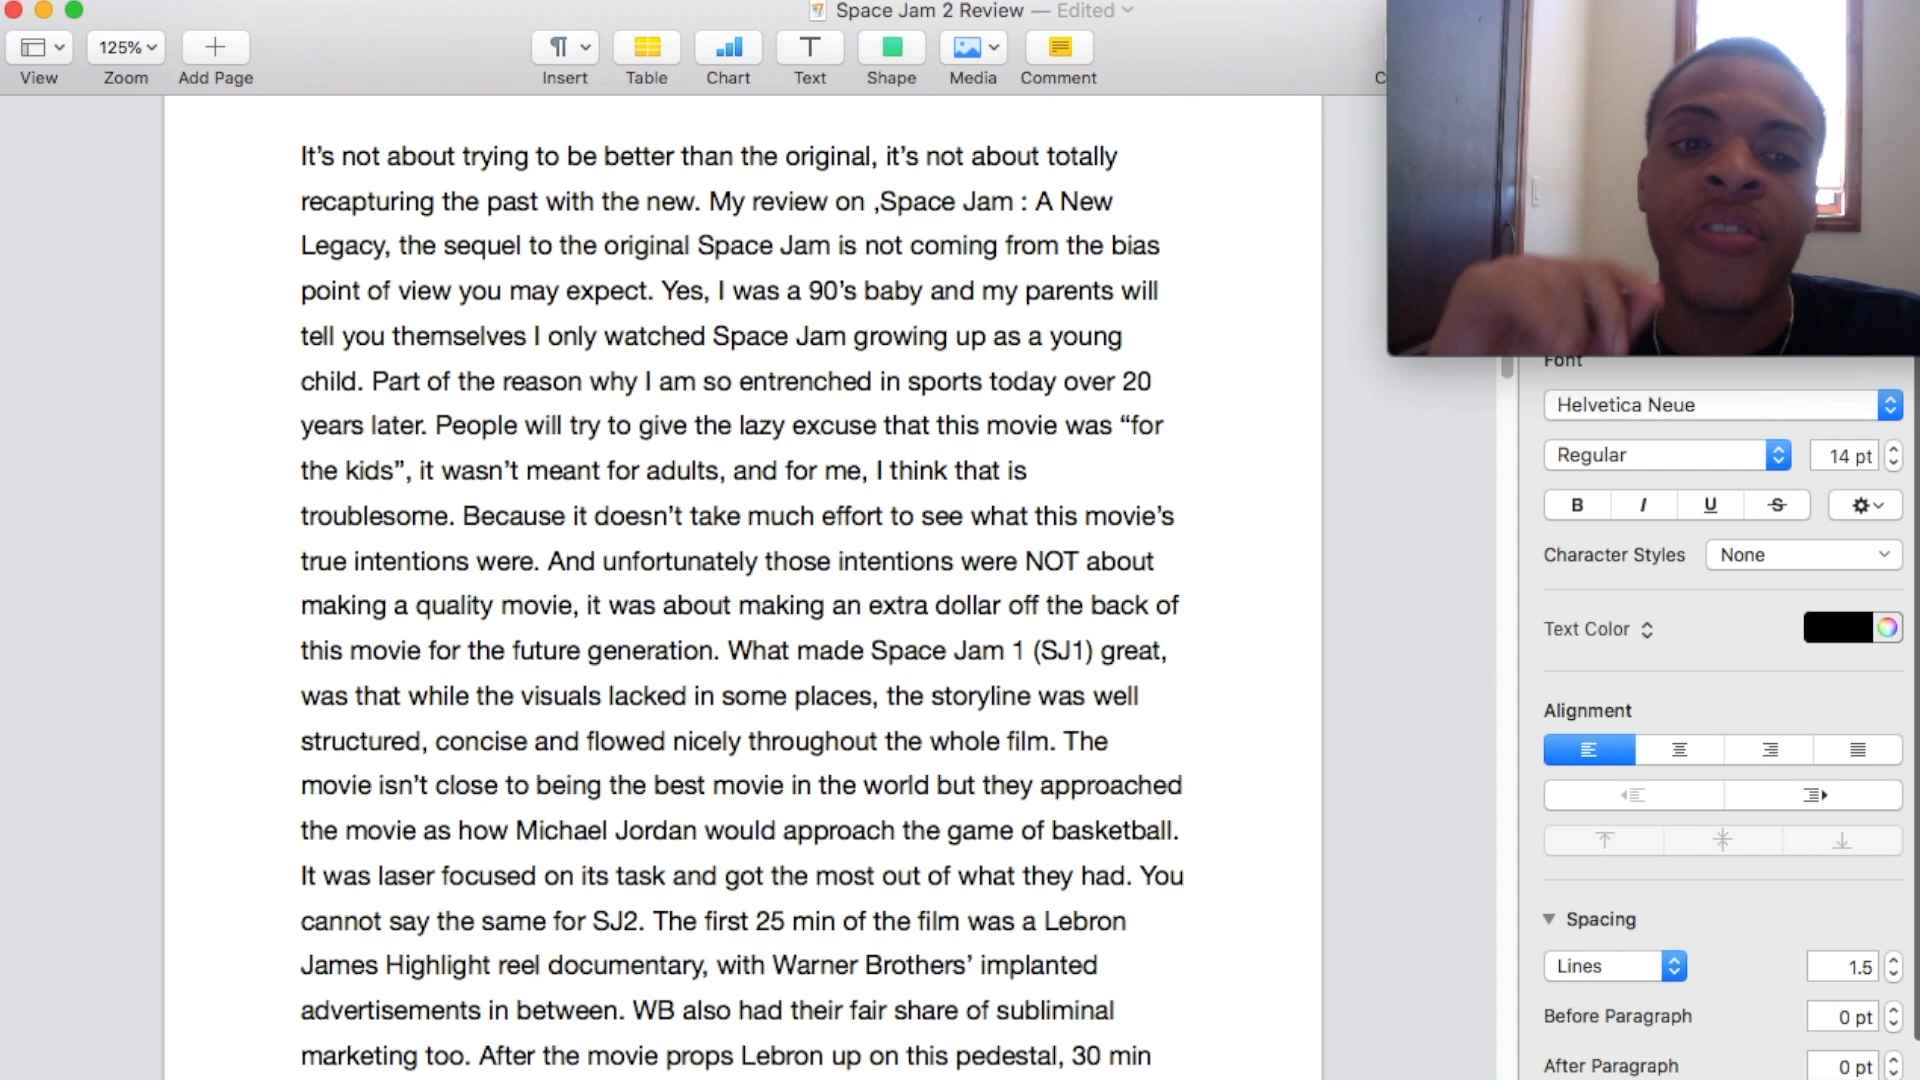 Space Jam 2 Review — Edited
125%
View
Zoom
Add Page
Insert
Table
Chart
Text
Shape
Media
Comment
C
It’s not about trying to be better than the original, it’s not about totally
recapturing the past with the new. My review on ,Space Jam : A New
Legacy, the sequel to the original Space Jam is not coming from the bias
point of view you may expect. Yes, I was a 90’s baby and my parents will
tell you themselves I only watched Space Jam growing up as a young
child. Part of the reason why I am so entrenched in sports today over 20
years later. People will try to give the lazy excuse that this movie was “for
the kids”, it wasn’t meant for adults, and for me, I think that is
troublesome. Because it doesn’t take much effort to see what this movie’s
true intentions were. And unfortunately those intentions were NOT about
making a quality movie, it was about making an extra dollar off the back of
this movie for the future generation. What made Space Jam 1 (SJ1) great,
was that while the visuals lacked in some places, the storyline was well
structured, concise and flowed nicely throughout the whole film. The
movie isn’t close to being the best movie in the world but they approached
the movie as how Michael Jordan would approach the game of basketball.
It was laser focused on its task and got the most out of what they had. You
cannot say the same for SJ2. The first 25 min of the film was a Lebron
James Highlight reel documentary, with Warner Brothers’ implanted
advertisements in between. WB also had their fair share of subliminal
marketing too. After the movie props Lebron up on this pedestal, 30 min
Font
Helvetica Neue
Regular
14 pt
B I U S
Character Styles
None
Text Color
Alignment
Spacing
Lines
1.5
Before Paragraph
0 pt
After Paragraph
0 pt